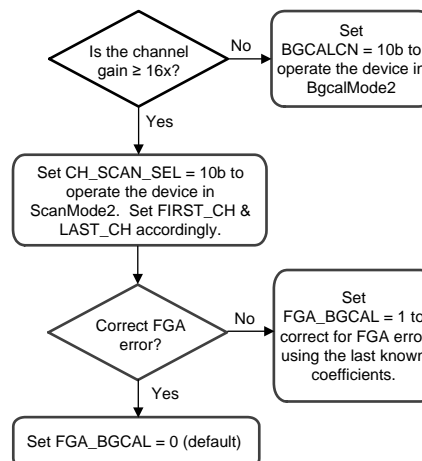 Is the channel
gain ≥ 16x?
No
Set
BGCALCN = 10b to
operate the device in
BgcalMode2
Yes
Set CH_SCAN_SEL = 10b to
operate the device in
ScanMode2. Set FIRST_CH &
LAST_CH accordingly.
Correct FGA
error?
No
Set
FGA_BGCAL = 1 to
correct for FGA error
using the last known
coefficients.
Yes
Set FGA_BGCAL = 0 (default)